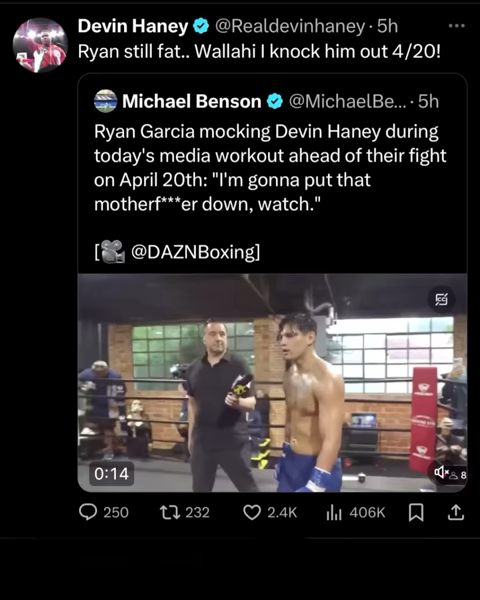 Devin Haney @Realdevinhaney · 5h
Ryan still fat.. Wallahi I knock him out 4/20!
Michael Benson @MichaelBe... · 5h
Ryan Garcia mocking Devin Haney during
today's media workout ahead of their fight
on April 20th: "I'm gonna put that
motherf***er down, watch."
[🎥 @DAZNBoxing]
0:14
8
250 232 2.4K 406K